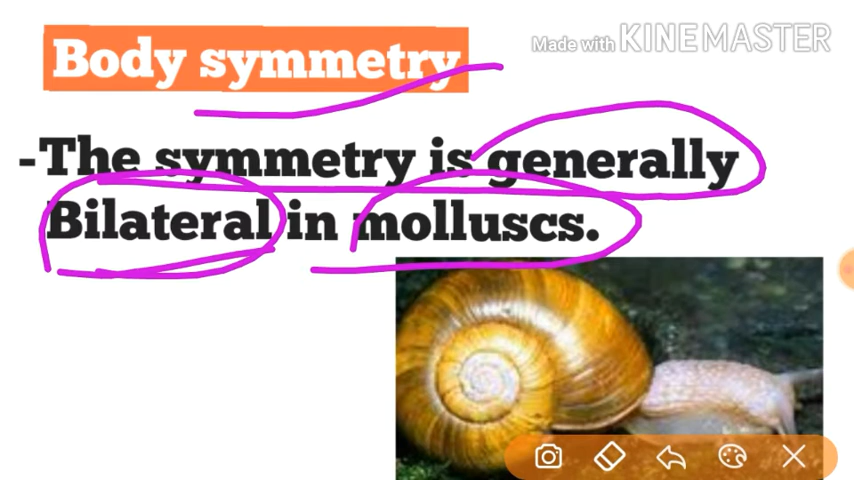 Made with KINEMASTER
Body symmetry
-The symmetry is generally
Bilateral in molluscs.